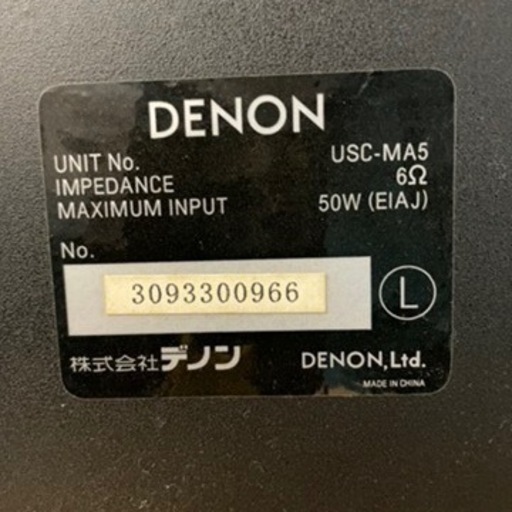 DENON
UNIT No. USC-MA5
IMPEDANCE 6Ω
MAXIMUM INPUT 50W (EIAJ)
No.
3093300966 L
株式会社デノン DENON, Ltd.
MADE IN CHINA